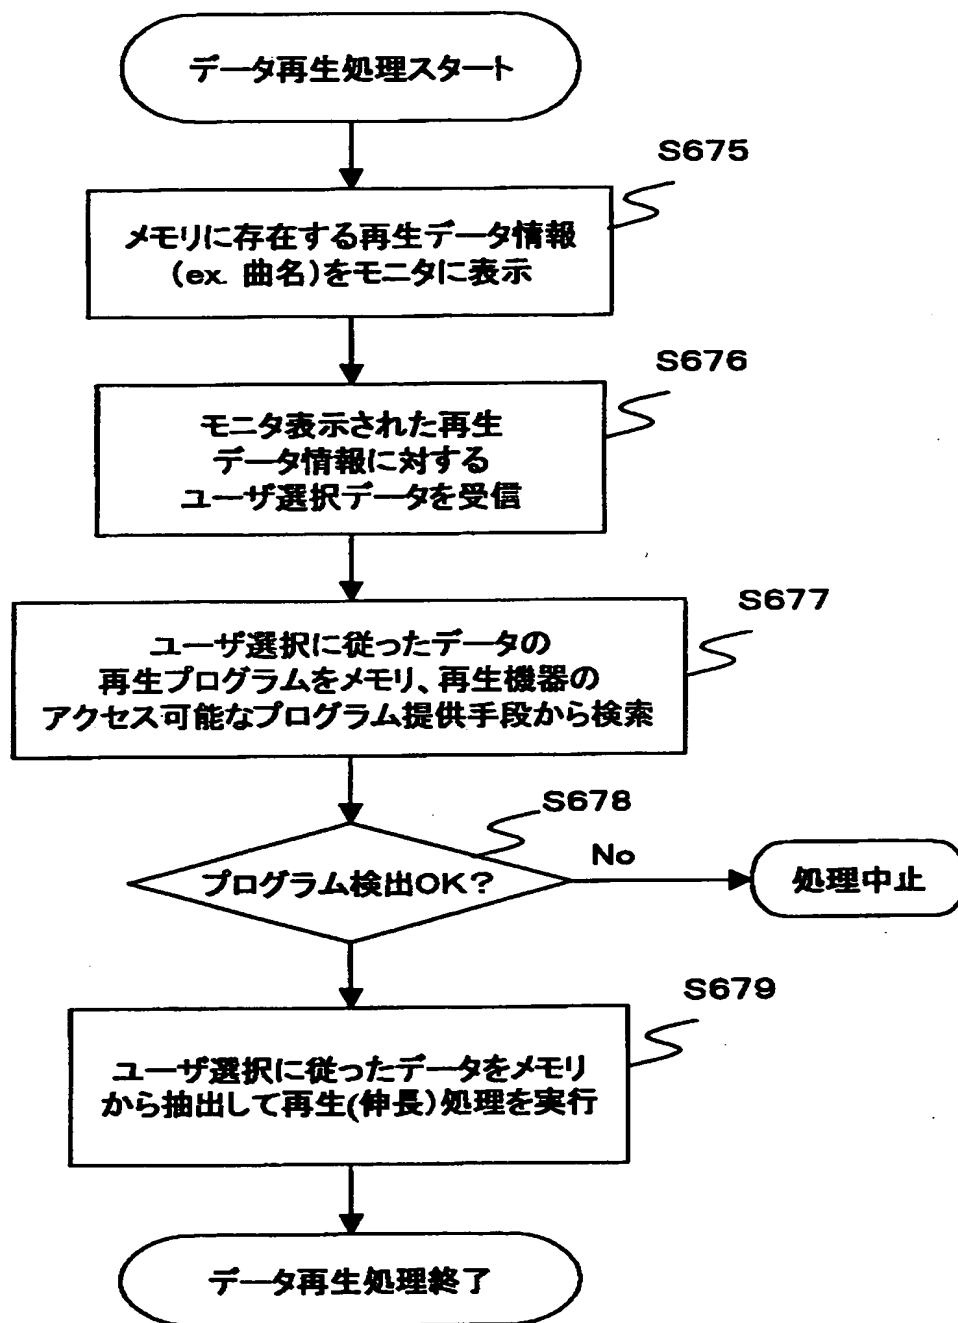 データ再生処理スタート
S675
メモリに存在する再生データ情報
(ex. 曲名)をモニタに表示
S676
モニタ表示された再生
データ情報に対する
ユーザ選択データを受信
S677
ユーザ選択に従ったデータの
再生プログラムをメモリ、再生機器の
アクセス可能なプログラム提供手段から検索
S678
プログラム検出OK?
No
処理中止
S679
ユーザ選択に従ったデータをメモリ
から抽出して再生(伸長)処理を実行
データ再生処理終了